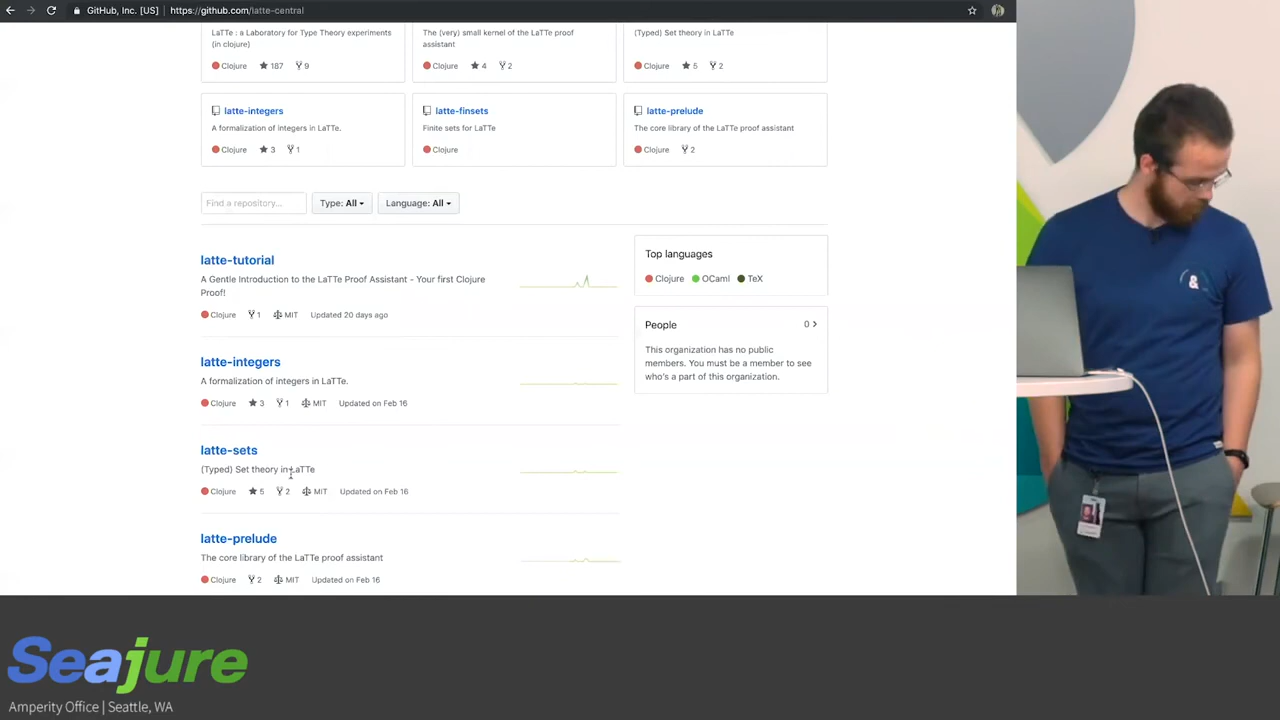 GitHub, Inc. [US]
https://github.com/latte-central
LaTTe : a Laboratory for Type Theory experiments
(in clojure)
Clojure 187 9
The (very) small kernel of the LaTTe proof
assistant
Clojure 4 2
(Typed) Set theory in LaTTe
Clojure 5 2
latte-integers
A formalization of integers in LaTTe.
Clojure 3 1
latte-finsets
Finite sets for LaTTe
Clojure
latte-prelude
The core library of the LaTTe proof assistant
Clojure 2
Find a repository...
Type: All
Language: All
latte-tutorial
A Gentle Introduction to the LaTTe Proof Assistant - Your first Clojure
Proof!
Clojure 1 MIT Updated 20 days ago
latte-integers
A formalization of integers in LaTTe.
Clojure 3 1 MIT Updated on Feb 16
latte-sets
(Typed) Set theory in LaTTe
Clojure 5 2 MIT Updated on Feb 16
latte-prelude
The core library of the LaTTe proof assistant
Clojure 2 MIT Updated on Feb 16
Top languages
Clojure OCaml TeX
People 0
This organization has no public
members. You must be a member to see
who's a part of this organization.
&
Seajure
Amperity Office | Seattle, WA